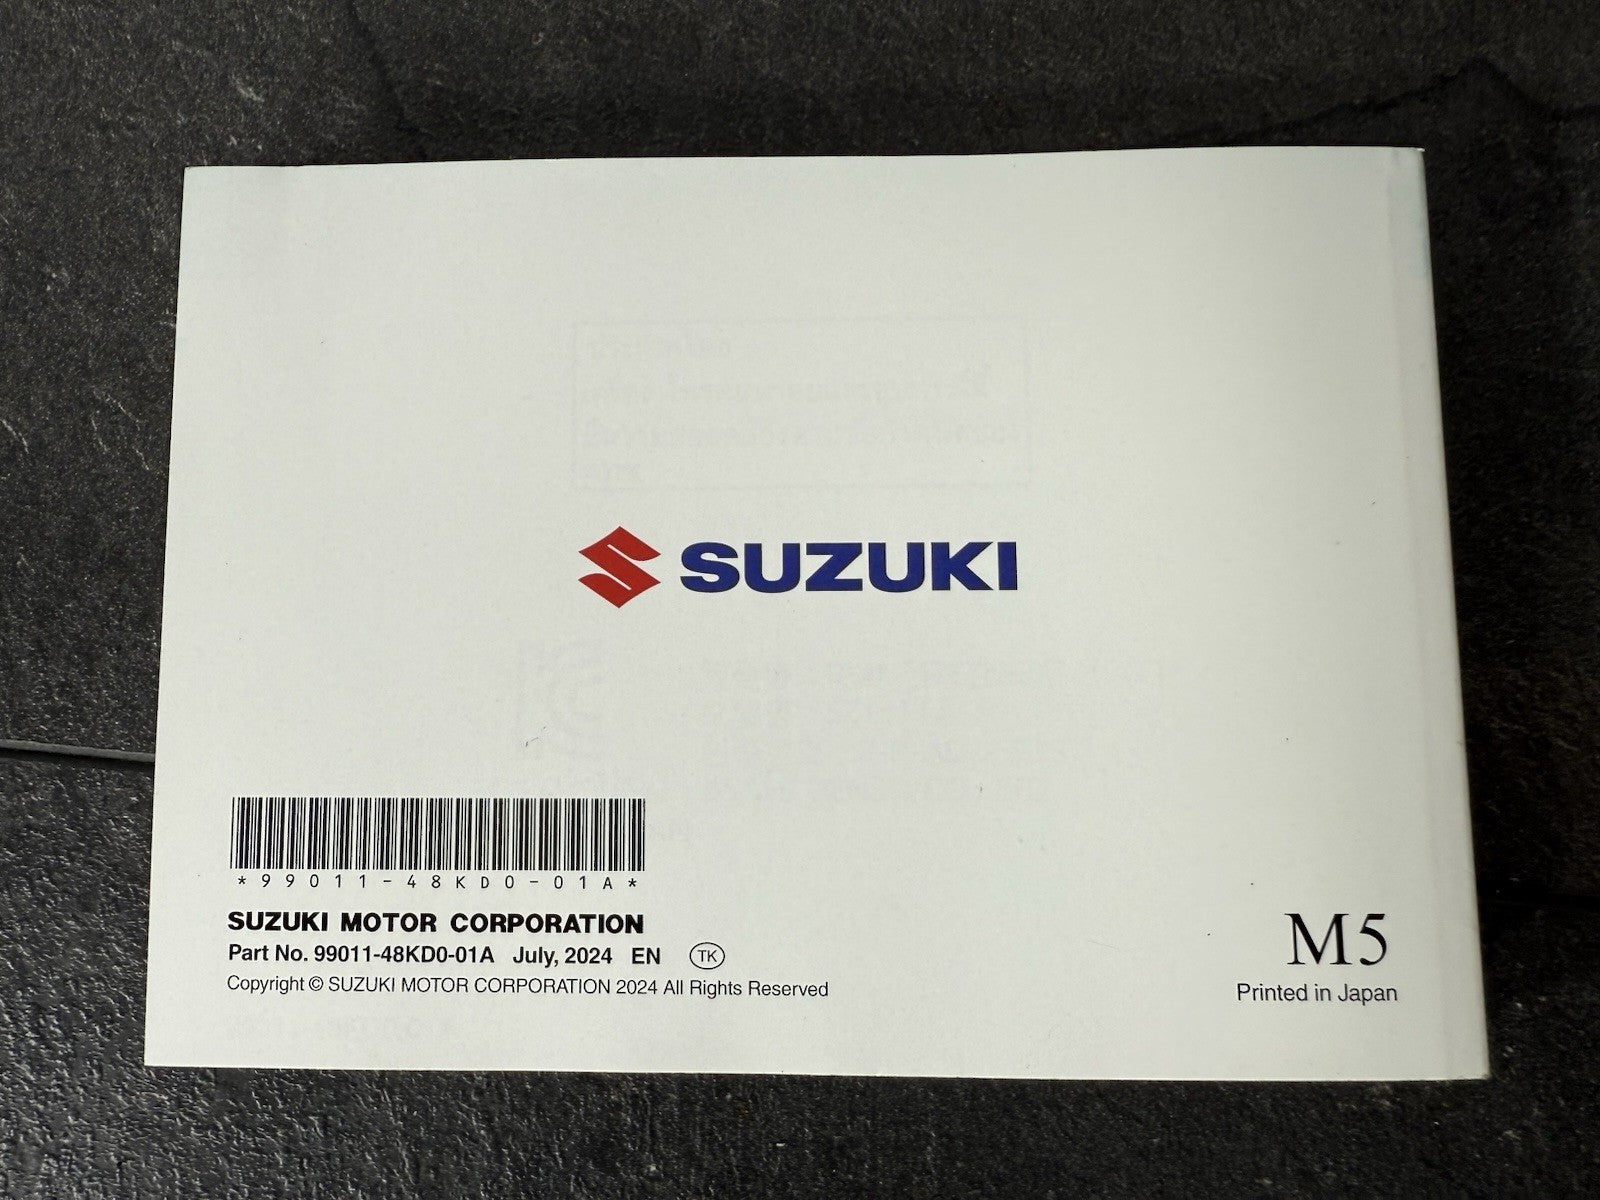 SUZUKI
*99011-48KD0-01A*
SUZUKI MOTOR CORPORATION
Part No. 99011-48KD0-01A July, 2024 EN TK
Copyright © SUZUKI MOTOR CORPORATION 2024 All Rights Reserved
M5
Printed in Japan